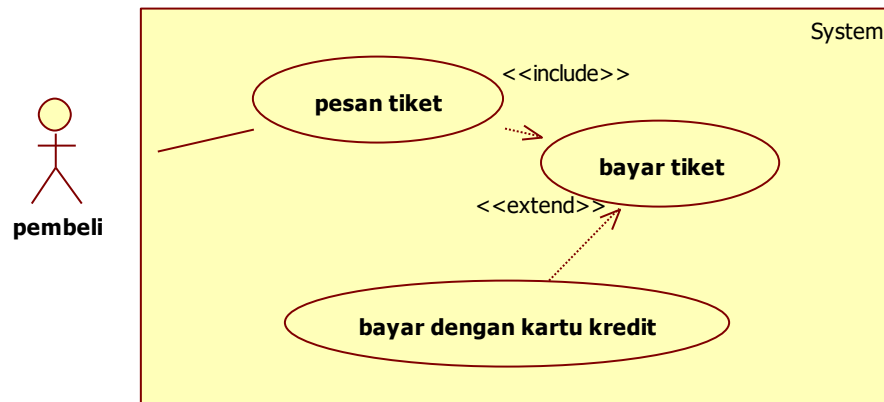 System
<<include>>
pesan tiket
bayar tiket
<<extend>>
pembeli
bayar dengan kartu kredit